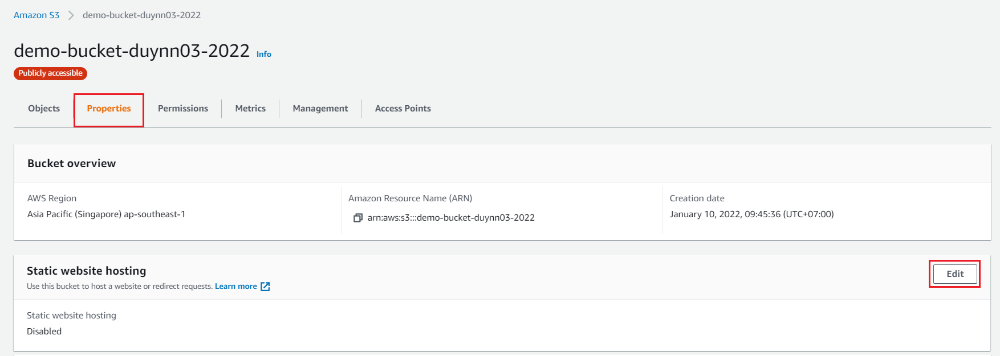 Amazon S3 > demo-bucket-duynn03-2022
demo-bucket-duynn03-2022 Info
Publicly accessible
Objects Properties Permissions Metrics Management Access Points
Bucket overview
AWS Region
Asia Pacific (Singapore) ap-southeast-1
Amazon Resource Name (ARN)
arn:aws:s3:::demo-bucket-duynn03-2022
Creation date
January 10, 2022, 09:45:36 (UTC+07:00)
Static website hosting
Use this bucket to host a website or redirect requests. Learn more
Edit
Static website hosting
Disabled